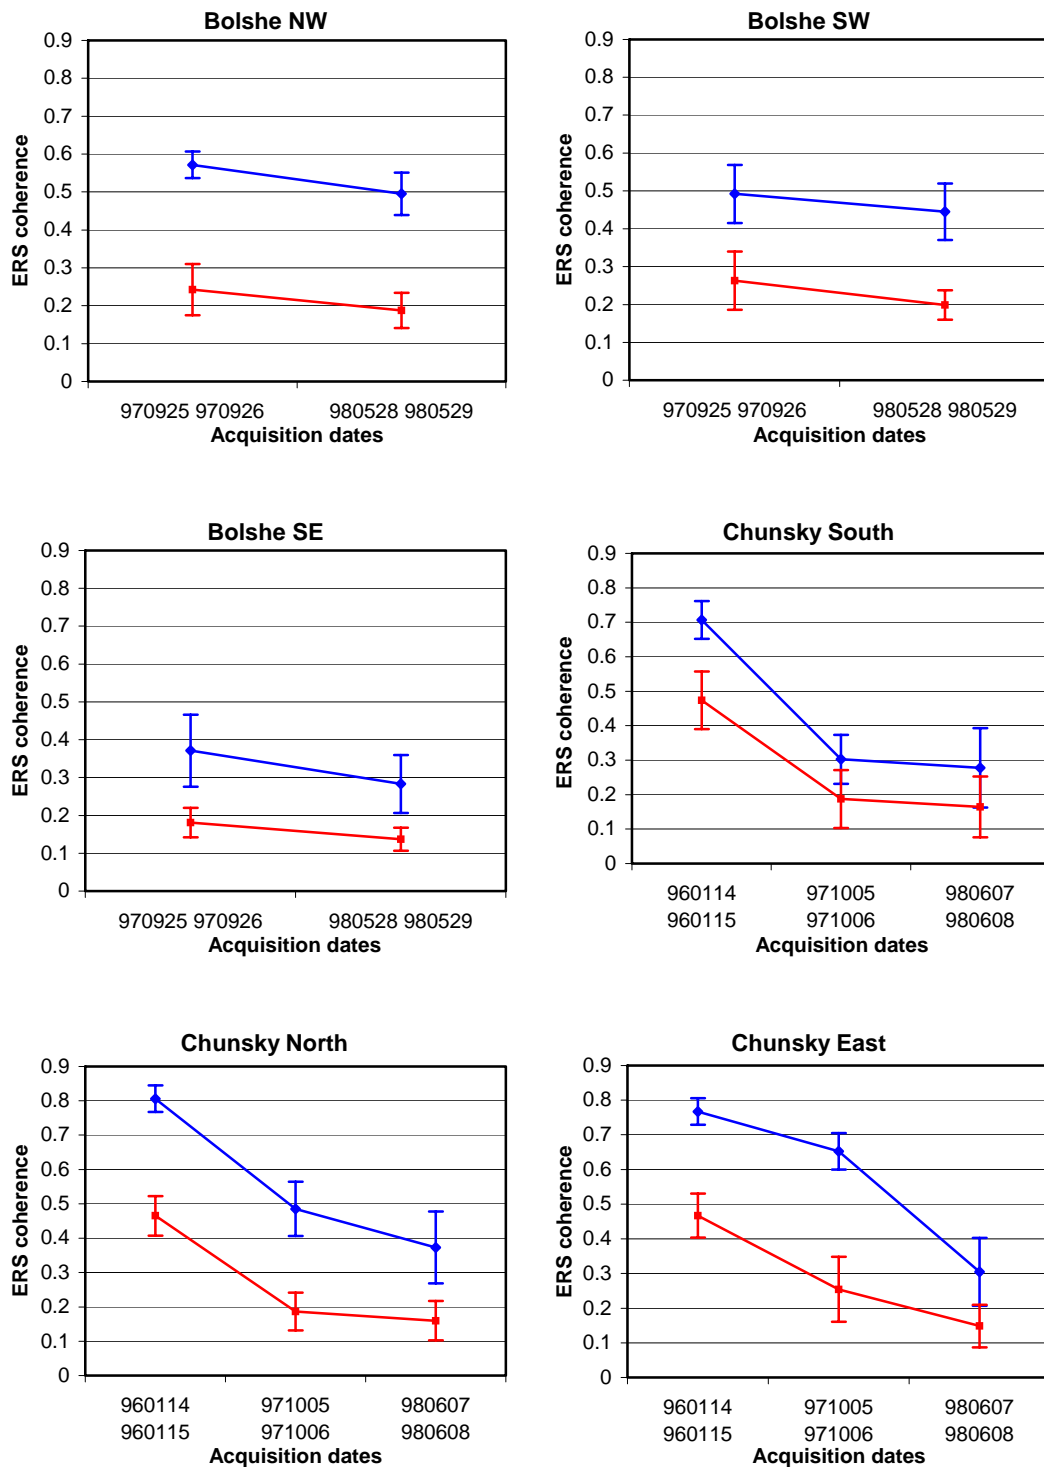 Bolshe NW
0.9
0.8
0.7
0.6
0.5
0.4
0.3
0.2
0.1
0
ERS coherence
970925 970926 980528 980529
Acquisition dates
Bolshe SW
0.9
0.8
0.7
0.6
0.5
0.4
0.3
0.2
0.1
0
ERS coherence
970925 970926 980528 980529
Acquisition dates
Bolshe SE
0.9
0.8
0.7
0.6
0.5
0.4
0.3
0.2
0.1
0
ERS coherence
970925 970926 980528 980529
Acquisition dates
Chunsky South
0.9
0.8
0.7
0.6
0.5
0.4
0.3
0.2
0.1
0
ERS coherence
960114 971005 980607
960115 971006 980608
Acquisition dates
Chunsky North
0.9
0.8
0.7
0.6
0.5
0.4
0.3
0.2
0.1
0
ERS coherence
960114 971005 980607
960115 971006 980608
Acquisition dates
Chunsky East
0.9
0.8
0.7
0.6
0.5
0.4
0.3
0.2
0.1
0
ERS coherence
960114 971005 980607
960115 971006 980608
Acquisition dates